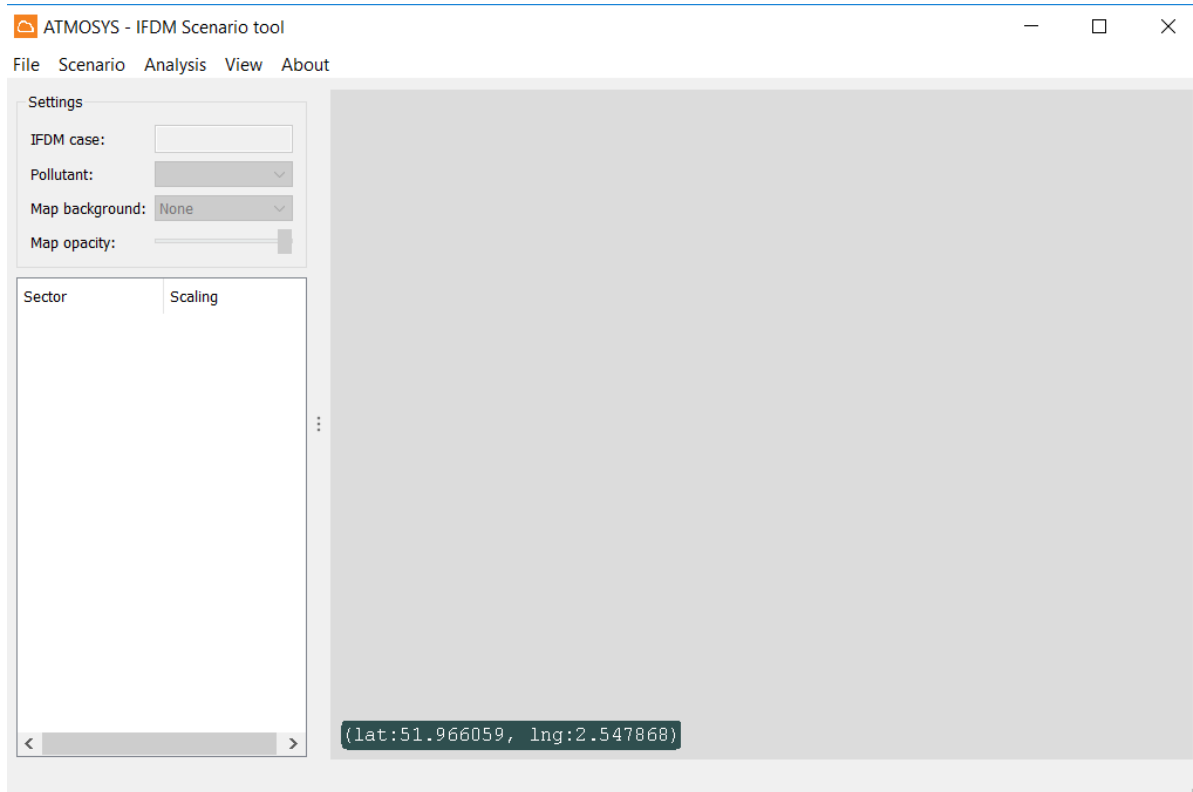 ATMOSYS - IFDM Scenario tool
File Scenario Analysis View About
Settings
IFDM case:
Pollutant:
Map background: None
Map opacity:
Sector Scaling
(lat:51.966059, lng:2.547868)